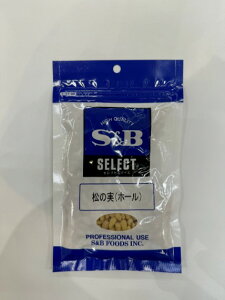 HIGH QUALITY
S&B
SELECT
松の実(ホール)
PROFESSIONAL USE
S&B FOODS INC.